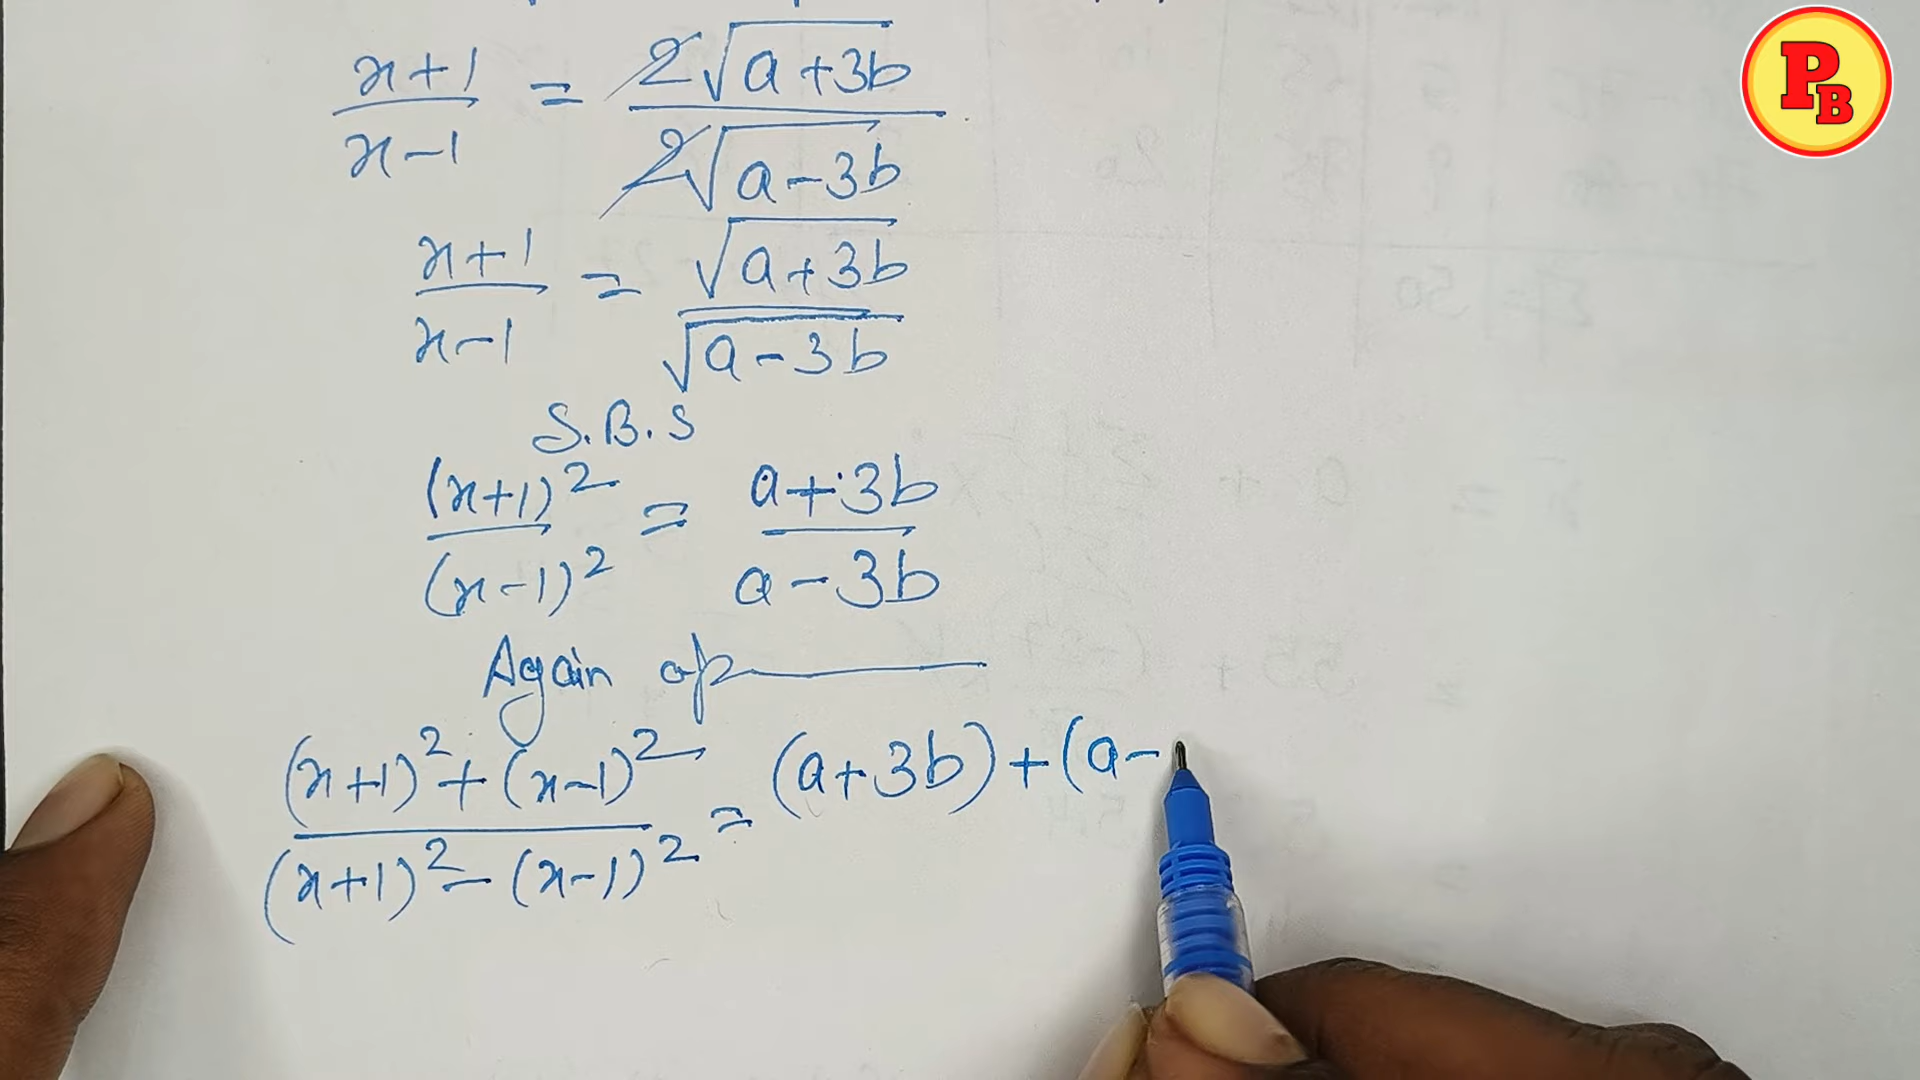 x+1 / x-1 = 2√a+3b / 2√a-3b
x+1 / x-1 = √a+3b / √a-3b
S.B.S
(x+1)² / (x-1)² = a+3b / a-3b
Again ap
(x+1)²+(x-1)² / (x+1)²-(x-1)² = (a+3b)+(a-
PB